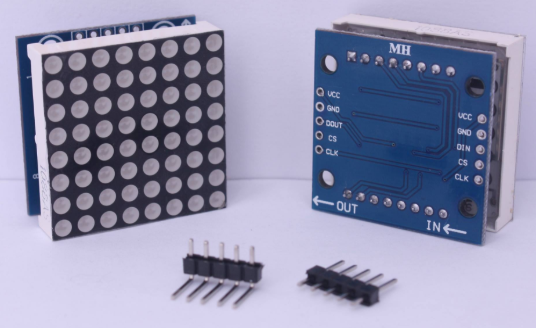 MH
VCC
GND
DOUT
CS
CLK
VCC
GND
DIN
CS
CLK
← OUT
IN ←